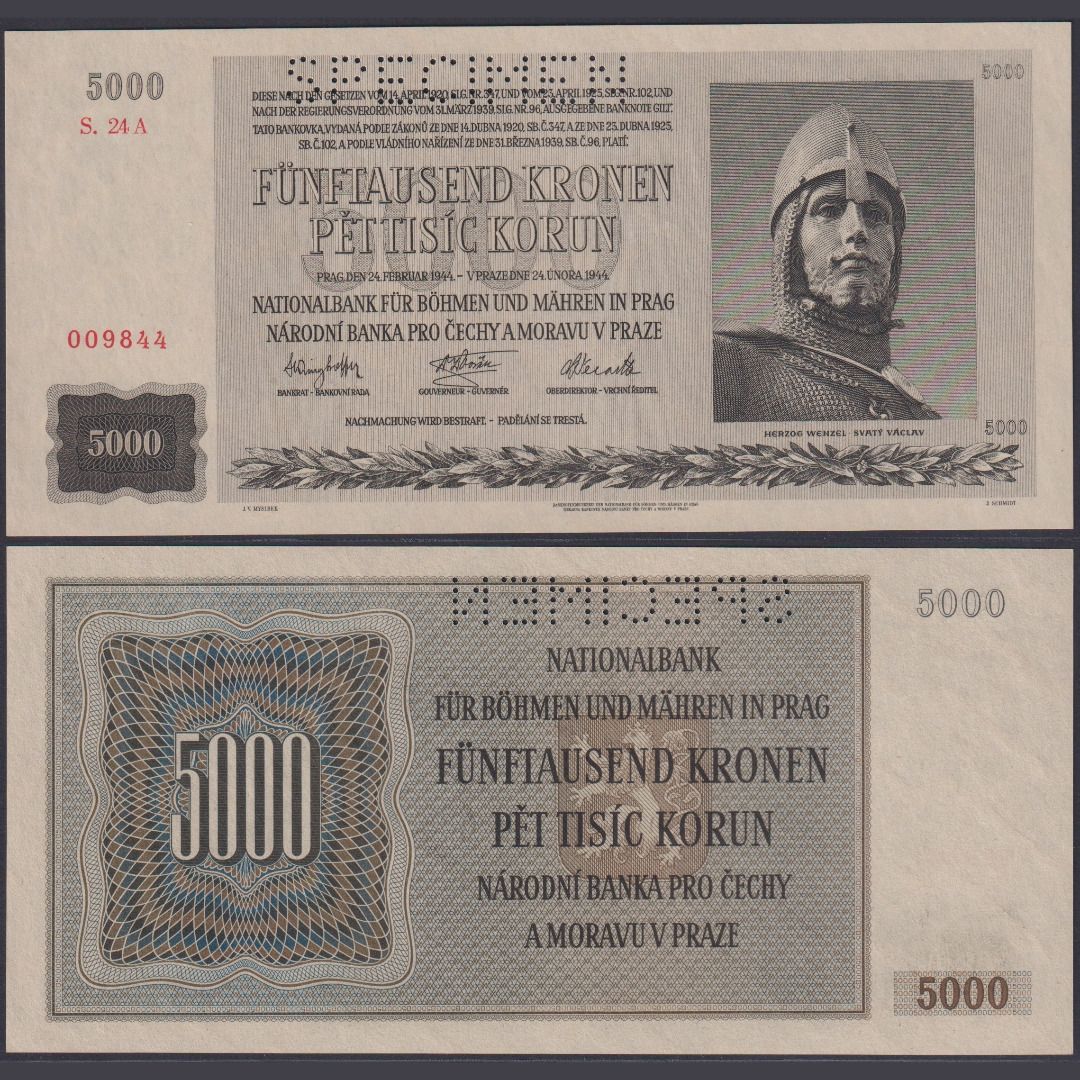 SPECIMEN
5000
S. 24 A
5000
DIESE NACH DEN GESETZEN VOM 14. APRIL 1920, SLG. NR. 347, UND VOM 23. APRIL 1925, SLG. NR. 102, UND
NACH DER REGIERUNGSVERORDNUNG VOM 31. MÄRZ 1939, SLG. NR. 96, AUSGEGEBENE BANKNOTE GILT.
TATO BANKOVKA, VYDANÁ PODLE ZÁKONŮ ZE DNE 14. DUBNA 1920, SB. Č. 347, A ZE DNE 23. DUBNA 1925,
SB. Č. 102, A PODLE VLÁDNÍHO NAŘÍZENÍ ZE DNE 31. BŘEZNA 1939, SB. Č. 96, PLATÍ.
5000
FÜNFTAUSEND KRONEN
PĚT TISÍC KORUN
PRAG, DEN 24. FEBRUAR 1944. – V PRAZE DNE 24. ÚNORA 1944.
NATIONALBANK FÜR BÖHMEN UND MÄHREN IN PRAG
NÁRODNÍ BANKA PRO ČECHY A MORAVU V PRAZE
009844
BANKRAT - BANKOVNÍ RADA
GOUVERNEUR - GUVERNÉR
OBERDIREKTOR - VRCHNÍ ŘEDITEL
NACHMACHUNG WIRD BESTRAFT. - PADĚLÁNÍ SE TRESTÁ.
HERZOG WENZEL · SVATÝ VÁCLAV
5000
5000
J. V. MYSLBEK
J. SCHMIDT
SPECIMEN
5000
NATIONALBANK
FÜR BÖHMEN UND MÄHREN IN PRAG
FÜNFTAUSEND KRONEN
PĚT TISÍC KORUN
NÁRODNÍ BANKA PRO ČECHY
A MORAVU V PRAZE
5000
5000